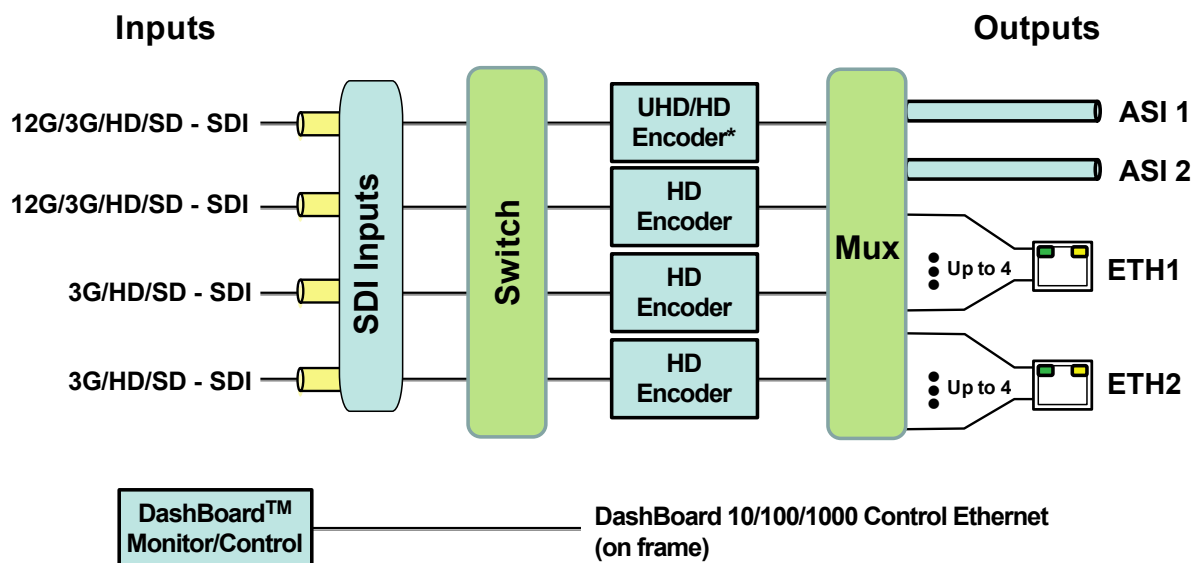 Inputs
Outputs
12G/3G/HD/SD - SDI
12G/3G/HD/SD - SDI
3G/HD/SD - SDI
3G/HD/SD - SDI
SDI Inputs
Switch
UHD/HD
Encoder*
HD
Encoder
HD
Encoder
HD
Encoder
Mux
ASI 1
ASI 2
Up to 4
ETH1
Up to 4
ETH2
DashBoard™
Monitor/Control
DashBoard 10/100/1000 Control Ethernet
(on frame)